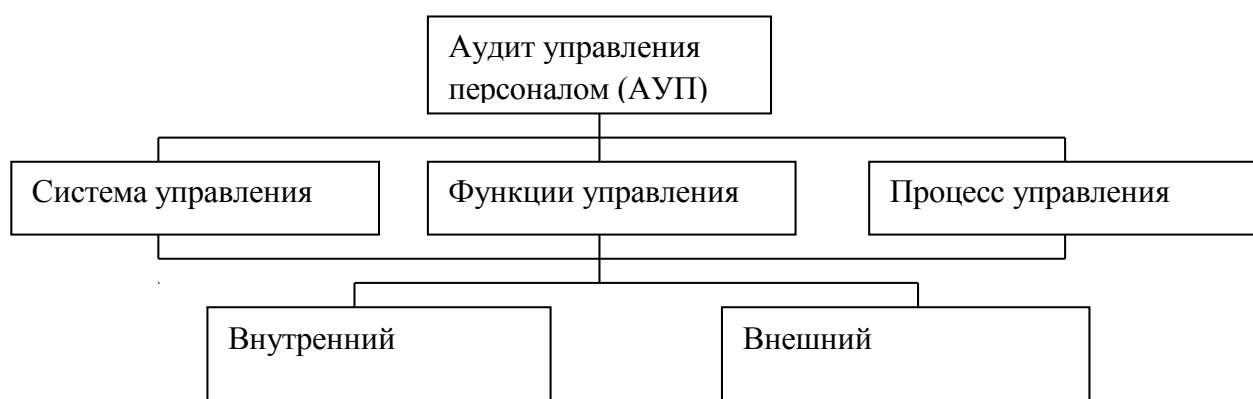 Аудит управления
персоналом (АУП)
Система управления
Функции управления
Процесс управления
Внутренний
Внешний